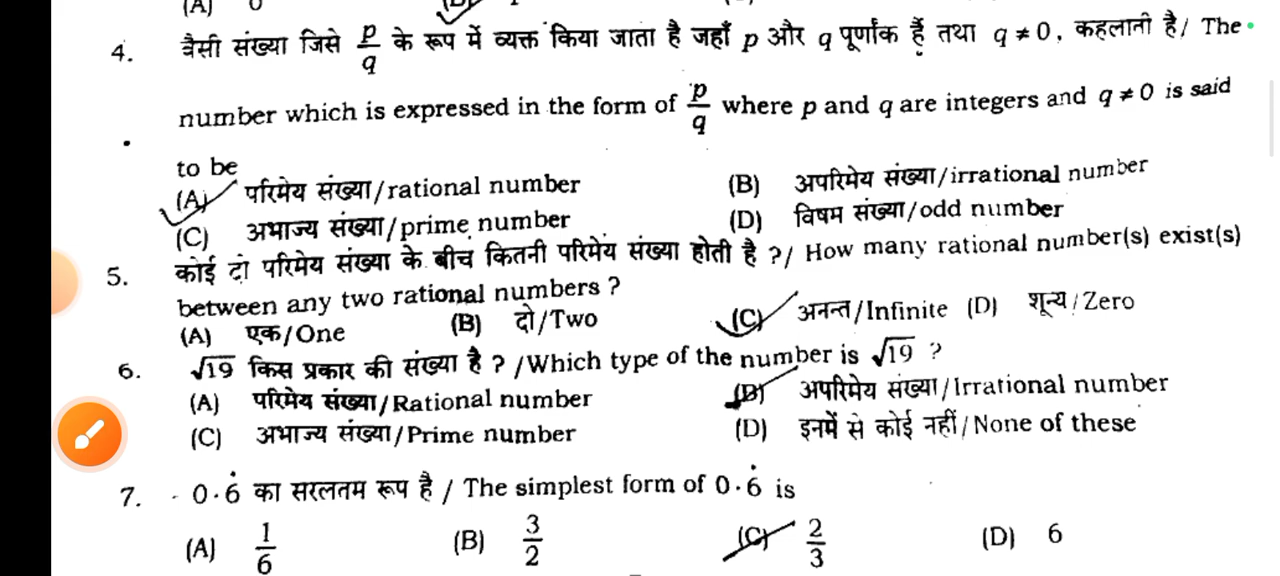 (A) 0
4. वैसी संख्या जिसे p/q के रूप में व्यक्त किया जाता है जहाँ p और q पूर्णांक हैं तथा q ≠ 0, कहलाती है/ The
number which is expressed in the form of p/q where p and q are integers and q ≠ 0 is said
to be
(A) परिमेय संख्या/rational number (B) अपरिमेय संख्या/irrational number
(C) अभाज्य संख्या/prime number (D) विषम संख्या/odd number
5. कोई दो परिमेय संख्या के बीच कितनी परिमेय संख्या होती है ?/ How many rational number(s) exist(s)
between any two rational numbers ?
(A) एक/One (B) दो/Two (C) अनन्त/Infinite (D) शून्य/Zero
6. √19 किस प्रकार की संख्या है ? /Which type of the number is √19 ?
(A) परिमेय संख्या/Rational number (B) अपरिमेय संख्या/Irrational number
(C) अभाज्य संख्या/Prime number (D) इनमें से कोई नहीं/None of these
7. 0·6̇ का सरलतम रूप है / The simplest form of 0·6̇ is
(A) 1/6 (B) 3/2 (C) 2/3 (D) 6